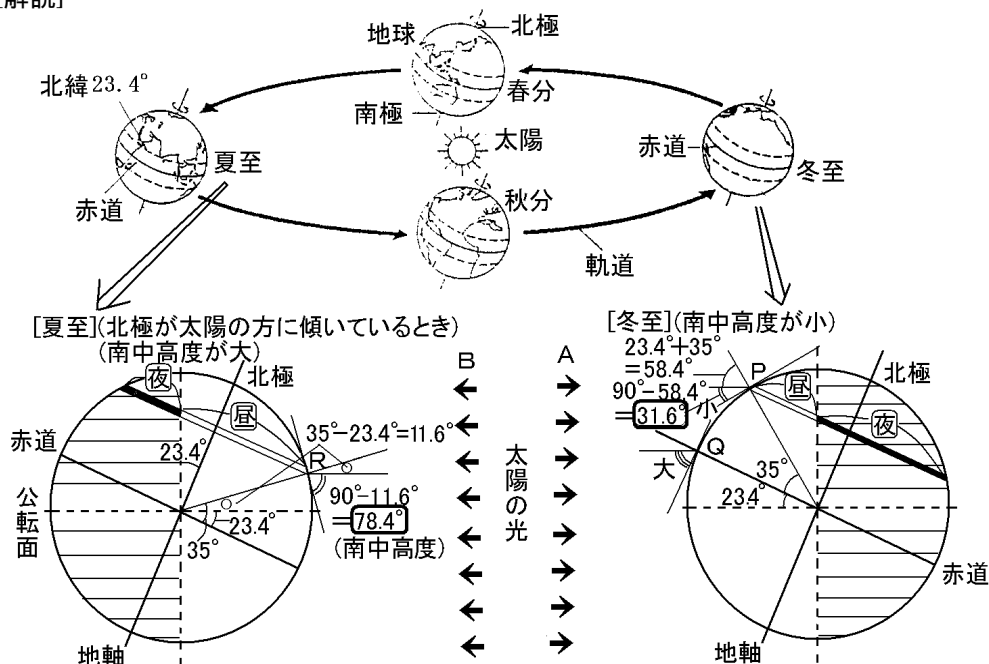 解説]
地球
北極
北緯23.4°
南極
春分
太陽
赤道
冬至
夏至
赤道
秋分
軌道
[夏至](北極が太陽の方に傾いているとき)
(南中高度が大)
夜
北極
昼
赤道
23.4°
35°-23.4°=11.6°
R
公転面
23.4°
35°
90°-11.6°
=78.4°
(南中高度)
地軸
B
A
太陽の光
[冬至](南中高度が小)
23.4°+35°
=58.4°
90°-58.4°
=31.6° 小
P
昼
北極
夜
大
Q
35°
23.4°
赤道
地軸